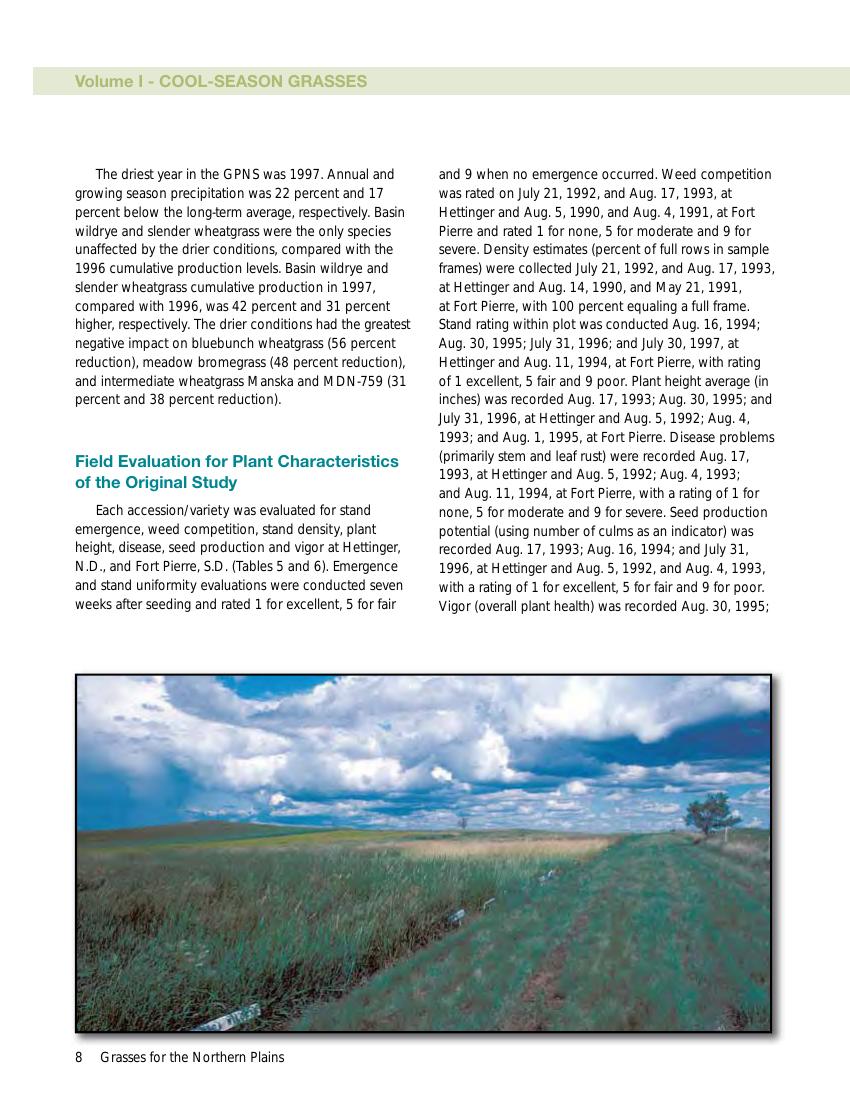 Volume I - COOL-SEASON GRASSES
The driest year in the GPNS was 1997. Annual and
growing season precipitation was 22 percent and 17
percent below the long-term average, respectively. Basin
wildrye and slender wheatgrass were the only species
unaffected by the drier conditions, compared with the
1996 cumulative production levels. Basin wildrye and
slender wheatgrass cumulative production in 1997,
compared with 1996, was 42 percent and 31 percent
higher, respectively. The drier conditions had the greatest
negative impact on bluebunch wheatgrass (56 percent
reduction), meadow bromegrass (48 percent reduction),
and intermediate wheatgrass Manska and MDN-759 (31
percent and 38 percent reduction).
Field Evaluation for Plant Characteristics
of the Original Study
Each accession/variety was evaluated for stand
emergence, weed competition, stand density, plant
height, disease, seed production and vigor at Hettinger,
N.D., and Fort Pierre, S.D. (Tables 5 and 6). Emergence
and stand uniformity evaluations were conducted seven
weeks after seeding and rated 1 for excellent, 5 for fair
and 9 when no emergence occurred. Weed competition
was rated on July 21, 1992, and Aug. 17, 1993, at
Hettinger and Aug. 5, 1990, and Aug. 4, 1991, at Fort
Pierre and rated 1 for none, 5 for moderate and 9 for
severe. Density estimates (percent of full rows in sample
frames) were collected July 21, 1992, and Aug. 17, 1993,
at Hettinger and Aug. 14, 1990, and May 21, 1991,
at Fort Pierre, with 100 percent equaling a full frame.
Stand rating within plot was conducted Aug. 16, 1994;
Aug. 30, 1995; July 31, 1996; and July 30, 1997, at
Hettinger and Aug. 11, 1994, at Fort Pierre, with rating
of 1 excellent, 5 fair and 9 poor. Plant height average (in
inches) was recorded Aug. 17, 1993; Aug. 30, 1995; and
July 31, 1996, at Hettinger and Aug. 5, 1992; Aug. 4,
1993; and Aug. 1, 1995, at Fort Pierre. Disease problems
(primarily stem and leaf rust) were recorded Aug. 17,
1993, at Hettinger and Aug. 5, 1992; Aug. 4, 1993;
and Aug. 11, 1994, at Fort Pierre, with a rating of 1 for
none, 5 for moderate and 9 for severe. Seed production
potential (using number of culms as an indicator) was
recorded Aug. 17, 1993; Aug. 16, 1994; and July 31,
1996, at Hettinger and Aug. 5, 1992, and Aug. 4, 1993,
with a rating of 1 for excellent, 5 for fair and 9 for poor.
Vigor (overall plant health) was recorded Aug. 30, 1995;
8 Grasses for the Northern Plains